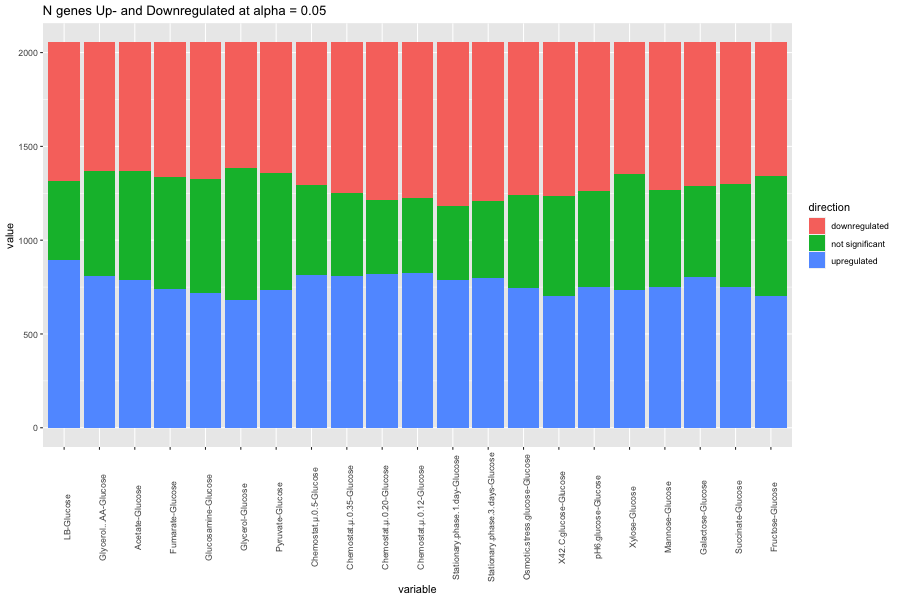 N genes Up- and Downregulated at alpha = 0.05
value
2000
1500
1000
500
0
LB-Glucose
Glycerol...AA-Glucose
Acetate-Glucose
Fumarate-Glucose
Glucosamine-Glucose
Glycerol-Glucose
Pyruvate-Glucose
Chemostat.µ.0.5-Glucose
Chemostat.µ.0.35-Glucose
Chemostat.µ.0.20-Glucose
Chemostat.µ.0.12-Glucose
Stationary.phase.1.day-Glucose
Stationary.phase.3.days-Glucose
Osmotic.stress.glucose-Glucose
X42.C.glucose-Glucose
pH6.glucose-Glucose
Xylose-Glucose
Mannose-Glucose
Galactose-Glucose
Succinate-Glucose
Fructose-Glucose
variable
direction
downregulated
not significant
upregulated